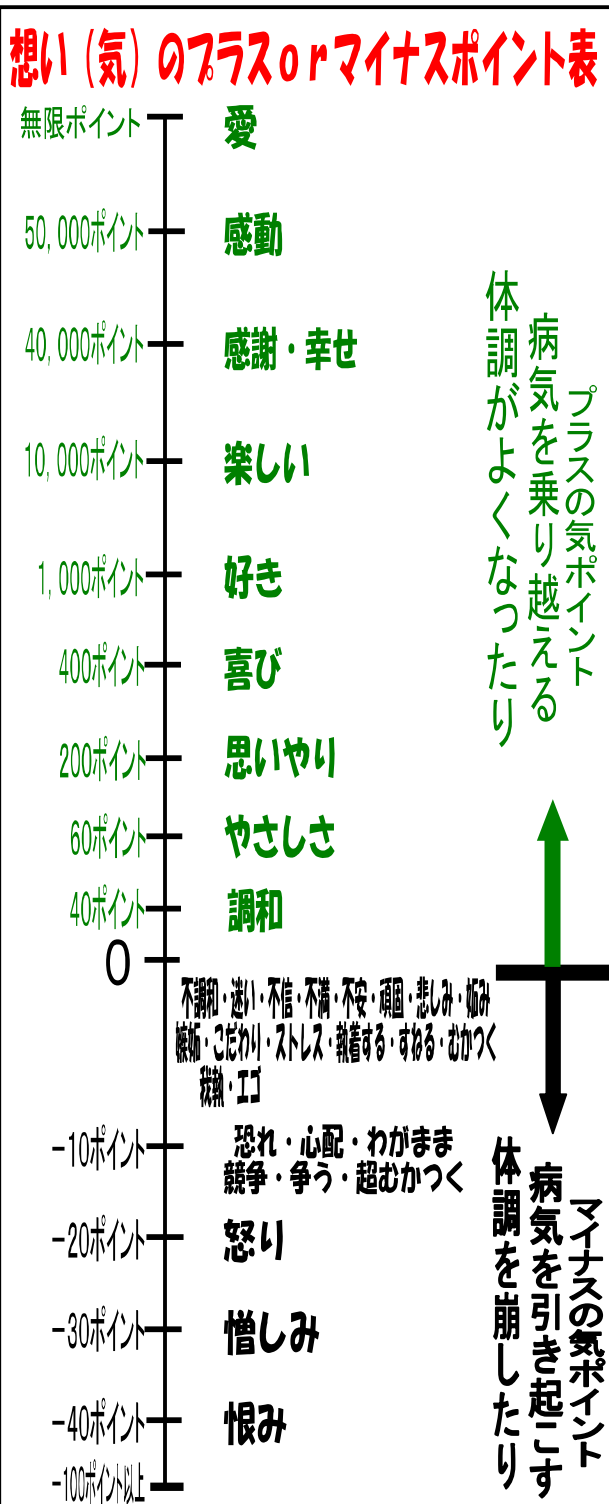 想い（気）のプラスorマイナスポイント表
無限ポイント 愛
50,000ポイント 感動
40,000ポイント 感謝・幸せ
10,000ポイント 楽しい
1,000ポイント 好き
400ポイント 喜び
200ポイント 思いやり
60ポイント やさしさ
40ポイント 調和
0
プラスの気ポイント
病気を乗り越える
体調がよくなったり
不調和・迷い・不信・不満・不安・頑固・悲しみ・妬み
嫉妬・こだわり・ストレス・執着する・すねる・むかつく
我執・エゴ
-10ポイント 恐れ・心配・わがまま
競争・争う・超むかつく
-20ポイント 怒り
-30ポイント 憎しみ
-40ポイント 恨み
-100ポイント以上
マイナスの気ポイント
病気を引き起こす
体調を崩したり